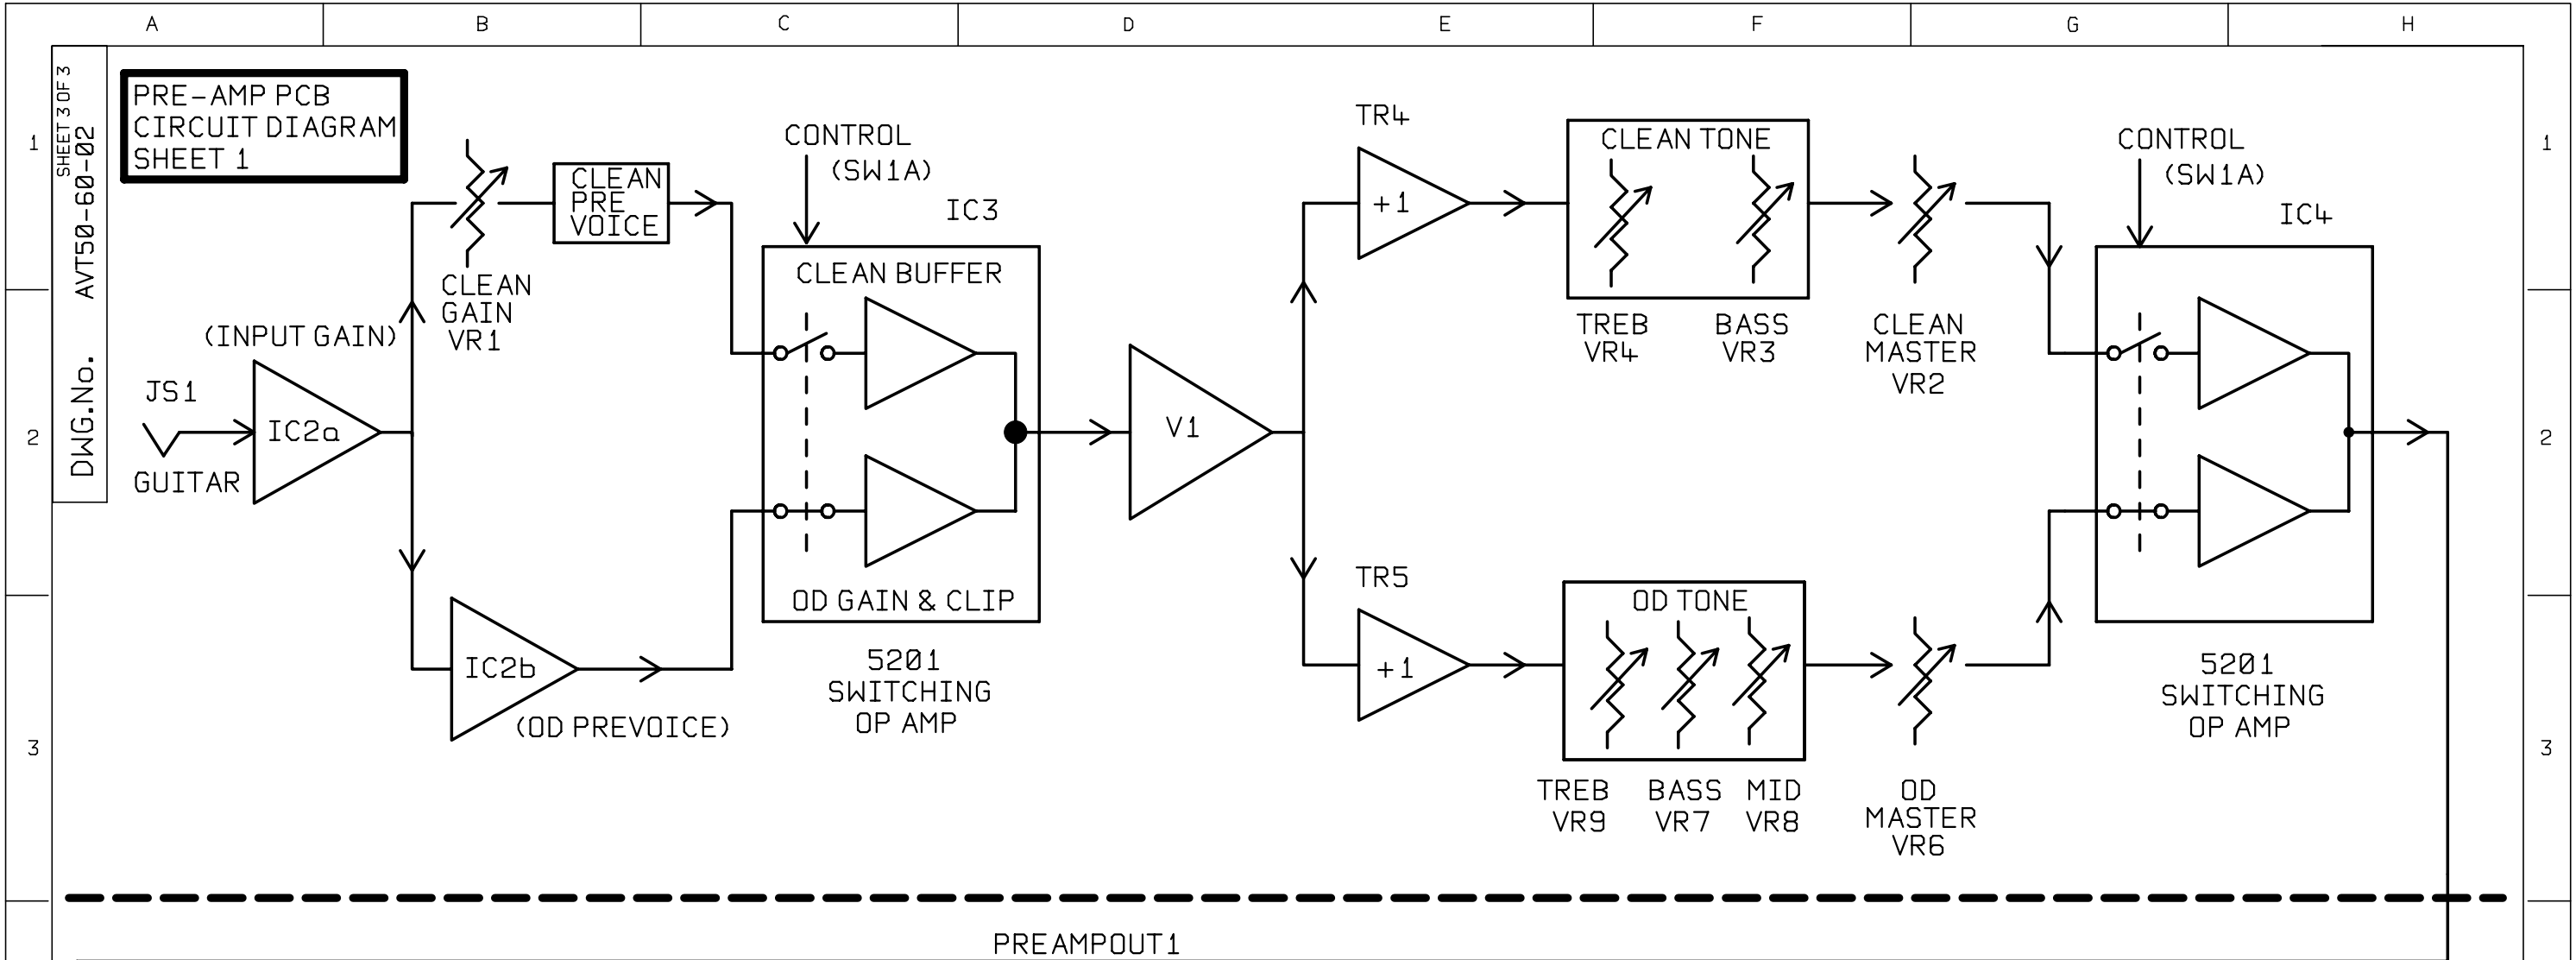 A B C D E F G H
SHEET 3 OF 3
DWG.No. AVT50-60-02
PRE-AMP PCB
CIRCUIT DIAGRAM
SHEET 1
1
1
2
2
3
3
JS1
GUITAR
(INPUT GAIN)
IC2a
CLEAN
GAIN
VR1
CLEAN
PRE
VOICE
IC2b
(OD PREVOICE)
CONTROL
(SW1A)
IC3
CLEAN BUFFER
OD GAIN & CLIP
5201
SWITCHING
OP AMP
V1
TR4
+1
CLEAN TONE
TREB
VR4
BASS
VR3
CLEAN
MASTER
VR2
TR5
+1
OD TONE
TREB
VR9
BASS
VR7
MID
VR8
OD
MASTER
VR6
CONTROL
(SW1A)
IC4
5201
SWITCHING
OP AMP
PREAMPOUT1